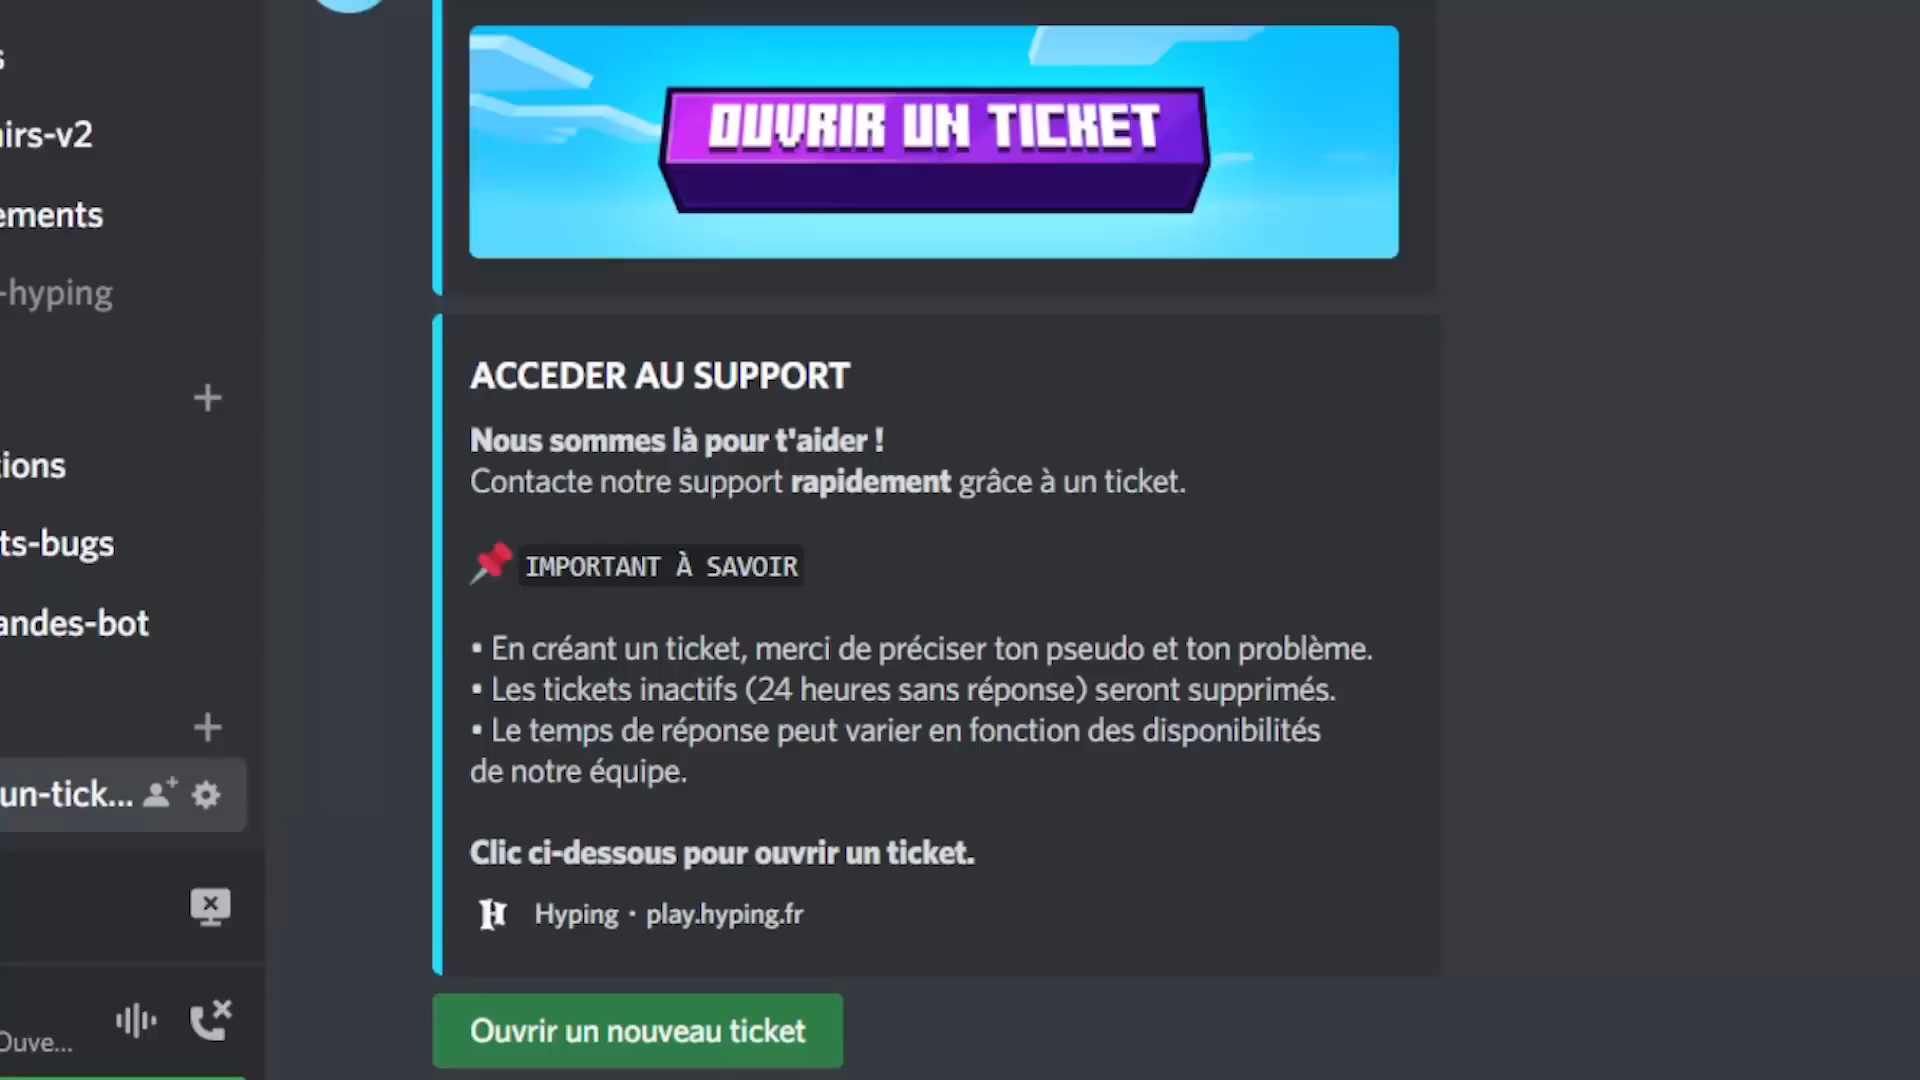 s
airs-v2
ements
-hyping
ions
ts-bugs
andes-bot
un-tick...
Ouve...
OUVRIR UN TICKET
ACCEDER AU SUPPORT
Nous sommes là pour t'aider !
Contacte notre support rapidement grâce à un ticket.
IMPORTANT À SAVOIR
• En créant un ticket, merci de préciser ton pseudo et ton problème.
• Les tickets inactifs (24 heures sans réponse) seront supprimés.
• Le temps de réponse peut varier en fonction des disponibilités
de notre équipe.
Clic ci-dessous pour ouvrir un ticket.
Hyping • play.hyping.fr
Ouvrir un nouveau ticket